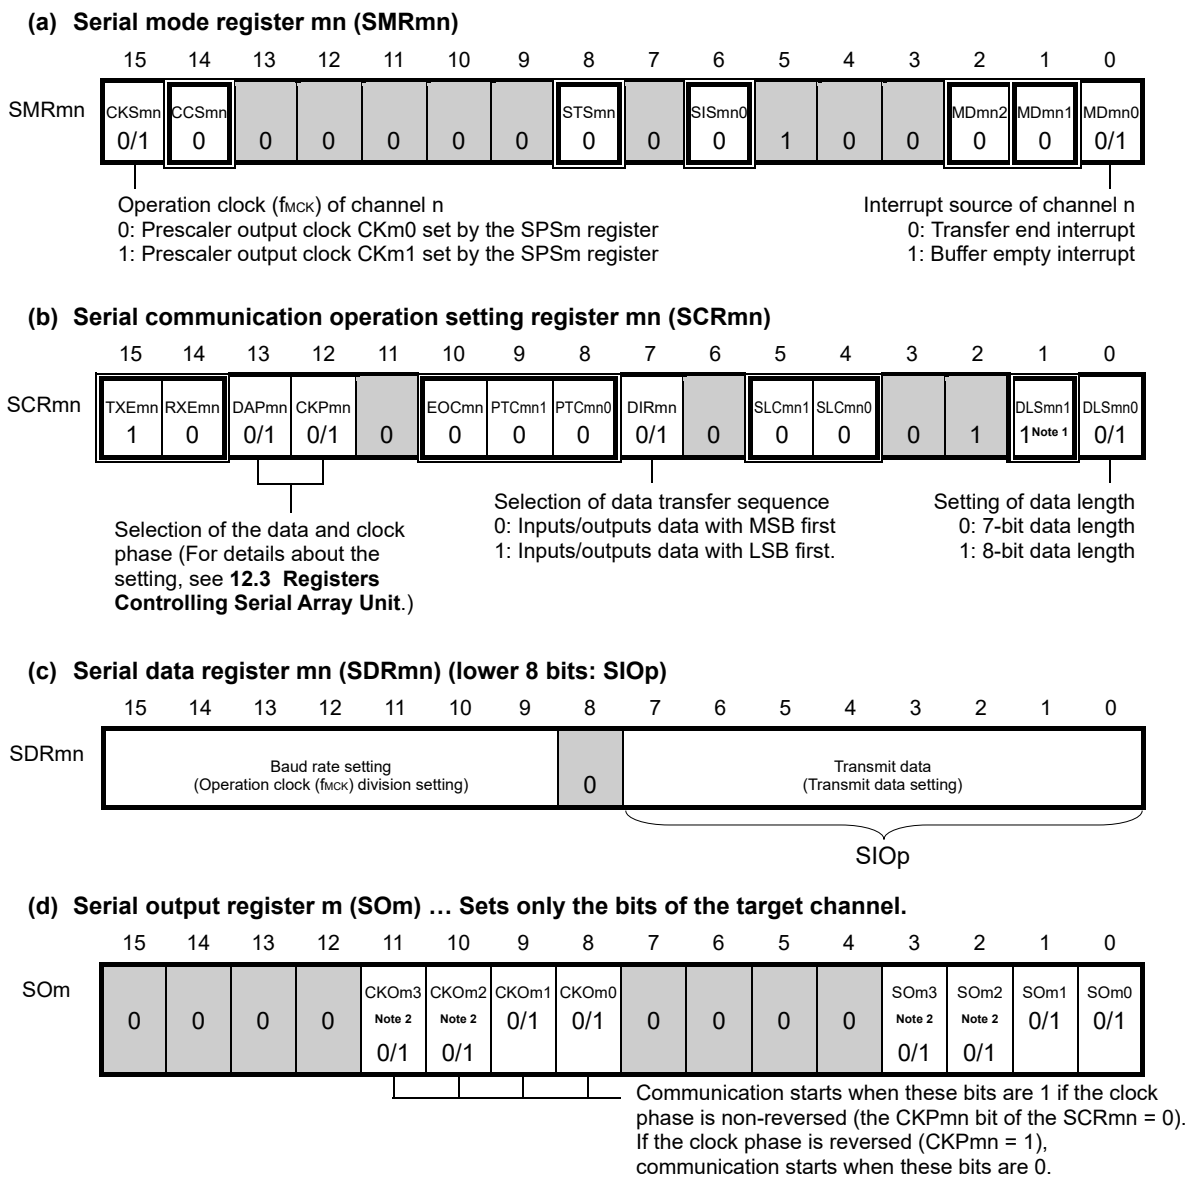 (a) Serial mode register mn (SMRmn)
15 14 13 12 11 10 9 8 7 6 5 4 3 2 1 0
SMRmn
CKSmn CCSmn STSmn SISmn0 MDmn2 MDmn1 MDmn0
0/1 0 0 0 0 0 0 0 0 0 1 0 0 0 0 0/1
Operation clock (fMCK) of channel n
0: Prescaler output clock CKm0 set by the SPSm register
1: Prescaler output clock CKm1 set by the SPSm register
Interrupt source of channel n
0: Transfer end interrupt
1: Buffer empty interrupt
(b) Serial communication operation setting register mn (SCRmn)
15 14 13 12 11 10 9 8 7 6 5 4 3 2 1 0
SCRmn
TXEmn RXEmn DAPmn CKPmn EOCmn PTCmn1 PTCmn0 DIRmn SLCmn1 SLCmn0 DLSmn1 DLSmn0
1 0 0/1 0/1 0 0 0 0 0/1 0 0 0 0 1 1 Note 1 0/1
Selection of the data and clock
phase (For details about the
setting, see 12.3 Registers
Controlling Serial Array Unit.)
Selection of data transfer sequence
0: Inputs/outputs data with MSB first
1: Inputs/outputs data with LSB first.
Setting of data length
0: 7-bit data length
1: 8-bit data length
(c) Serial data register mn (SDRmn) (lower 8 bits: SIOp)
15 14 13 12 11 10 9 8 7 6 5 4 3 2 1 0
SDRmn
Baud rate setting
(Operation clock (fMCK) division setting)
0
Transmit data
(Transmit data setting)
SIOp
(d) Serial output register m (SOm) … Sets only the bits of the target channel.
15 14 13 12 11 10 9 8 7 6 5 4 3 2 1 0
SOm
CKOm3 CKOm2 CKOm1 CKOm0 SOm3 SOm2 SOm1 SOm0
0 0 0 0 Note 2 Note 2 0/1 0/1 0 0 0 0 Note 2 Note 2 0/1 0/1
0/1 0/1 0/1 0/1
Communication starts when these bits are 1 if the clock
phase is non-reversed (the CKPmn bit of the SCRmn = 0).
If the clock phase is reversed (CKPmn = 1),
communication starts when these bits are 0.